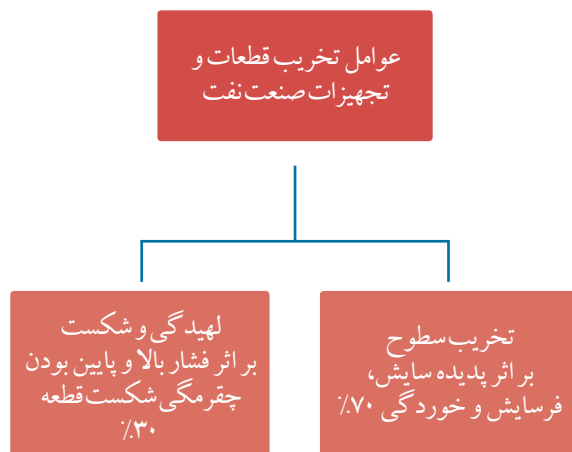 عوامل تخریب قطعات و
تجهیزات صنعت نفت
تخریب سطوح
بر اثر پدیده سایش،
فرسایش و خوردگی ۷۰٪
لهیدگی و شکست
بر اثر فشار بالا و پایین بودن
چقرمگی شکست قطعه
۳۰٪